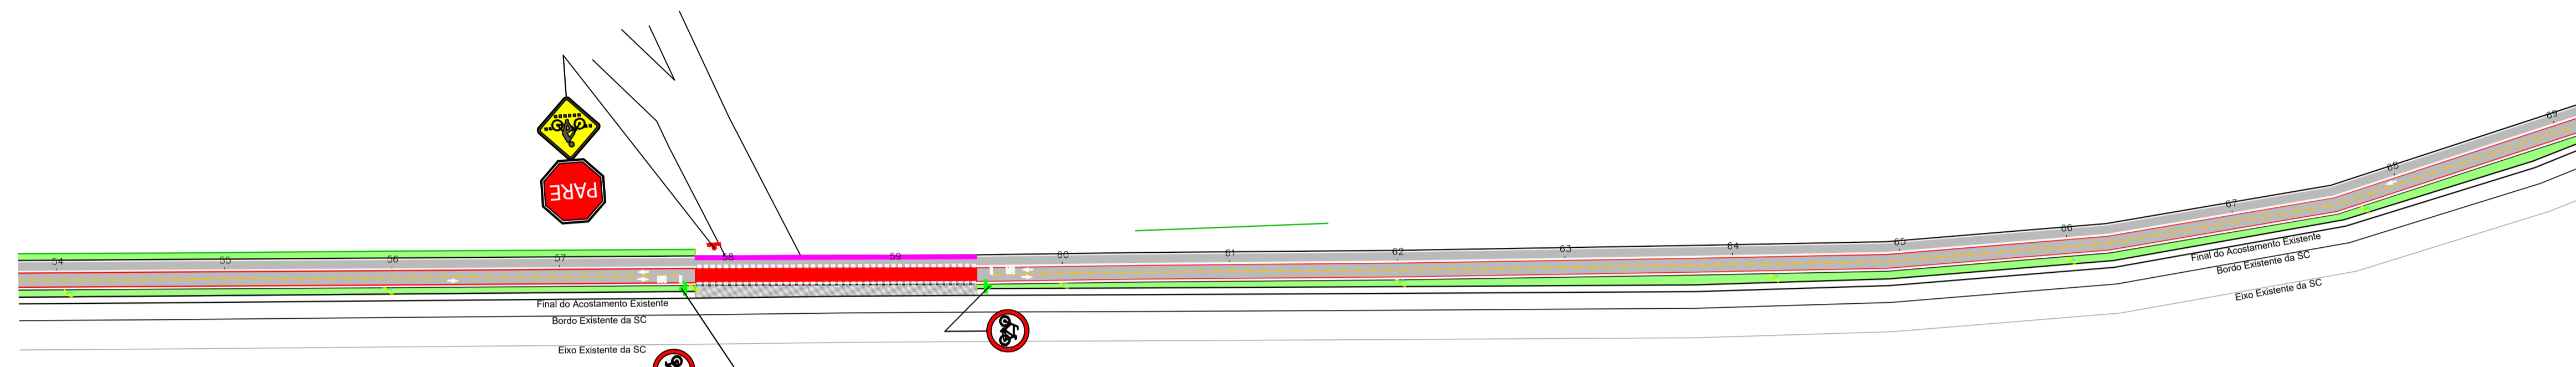 PARE
54
55
56
57
58
59
60
61
62
63
64
65
66
67
68
69
Final do Acostamento Existente
Bordo Existente da SC
Eixo Existente da SC
Final do Acostamento Existente
Bordo Existente da SC
Eixo Existente da SC